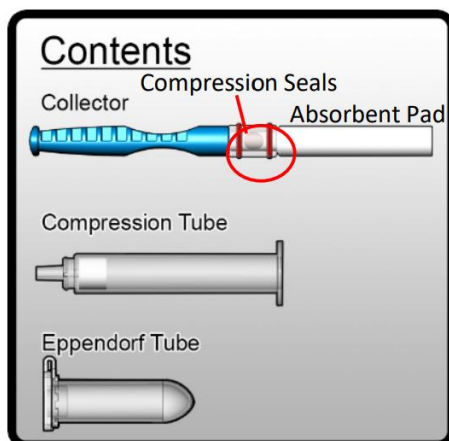 Contents
Compression Seals
Collector
Absorbent Pad
Compression Tube
Eppendorf Tube